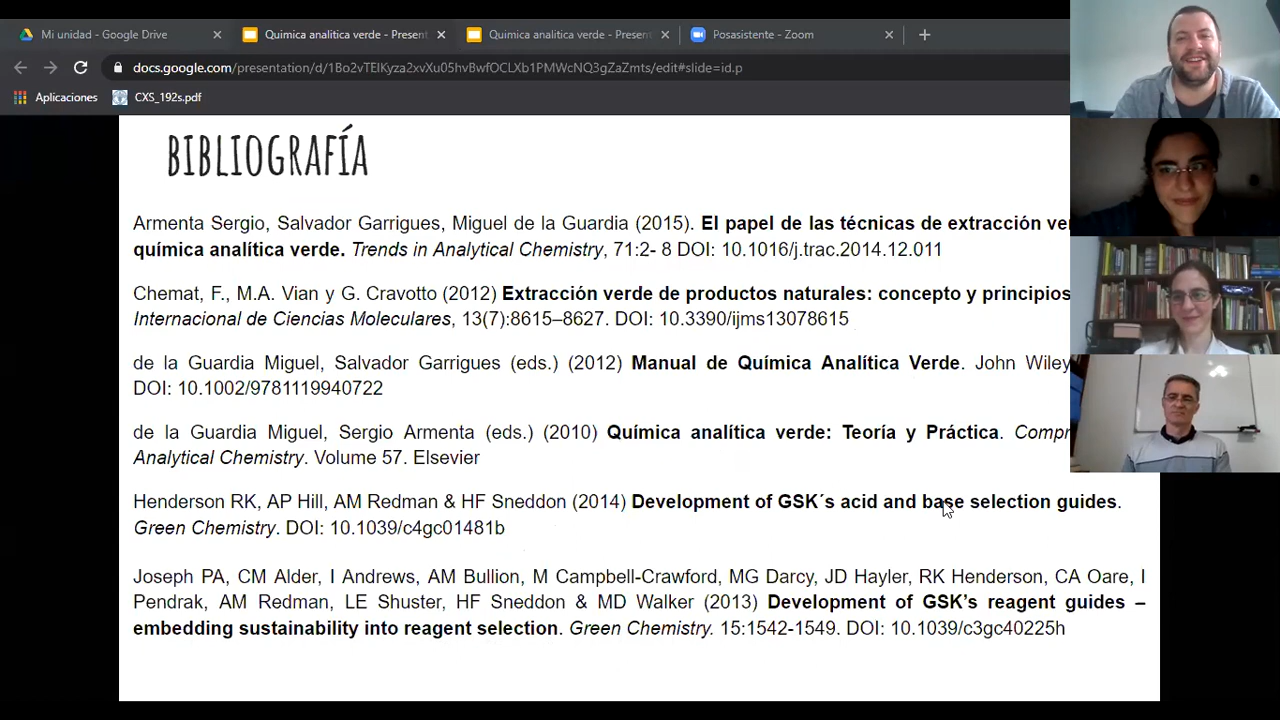 Mi unidad - Google Drive
Quimica analitica verde - Present
Quimica analitica verde - Present
Posasistente - Zoom
docs.google.com/presentation/d/1Bo2vTElKyza2xvXu05hvBwfOCLXb1PMWcNQ3gZaZmts/edit#slide=id.p
Aplicaciones
CXS_192s.pdf
BIBLIOGRAFÍA
Armenta Sergio, Salvador Garrigues, Miguel de la Guardia (2015). El papel de las técnicas de extracción ver
química analítica verde. Trends in Analytical Chemistry, 71:2- 8 DOI: 10.1016/j.trac.2014.12.011
Chemat, F., M.A. Vian y G. Cravotto (2012) Extracción verde de productos naturales: concepto y principios
Internacional de Ciencias Moleculares, 13(7):8615–8627. DOI: 10.3390/ijms13078615
de la Guardia Miguel, Salvador Garrigues (eds.) (2012) Manual de Química Analítica Verde. John Wiley
DOI: 10.1002/9781119940722
de la Guardia Miguel, Sergio Armenta (eds.) (2010) Química analítica verde: Teoría y Práctica. Compr
Analytical Chemistry. Volume 57. Elsevier
Henderson RK, AP Hill, AM Redman & HF Sneddon (2014) Development of GSK´s acid and base selection guides.
Green Chemistry. DOI: 10.1039/c4gc01481b
Joseph PA, CM Alder, I Andrews, AM Bullion, M Campbell-Crawford, MG Darcy, JD Hayler, RK Henderson, CA Oare, I
Pendrak, AM Redman, LE Shuster, HF Sneddon & MD Walker (2013) Development of GSK's reagent guides –
embedding sustainability into reagent selection. Green Chemistry. 15:1542-1549. DOI: 10.1039/c3gc40225h